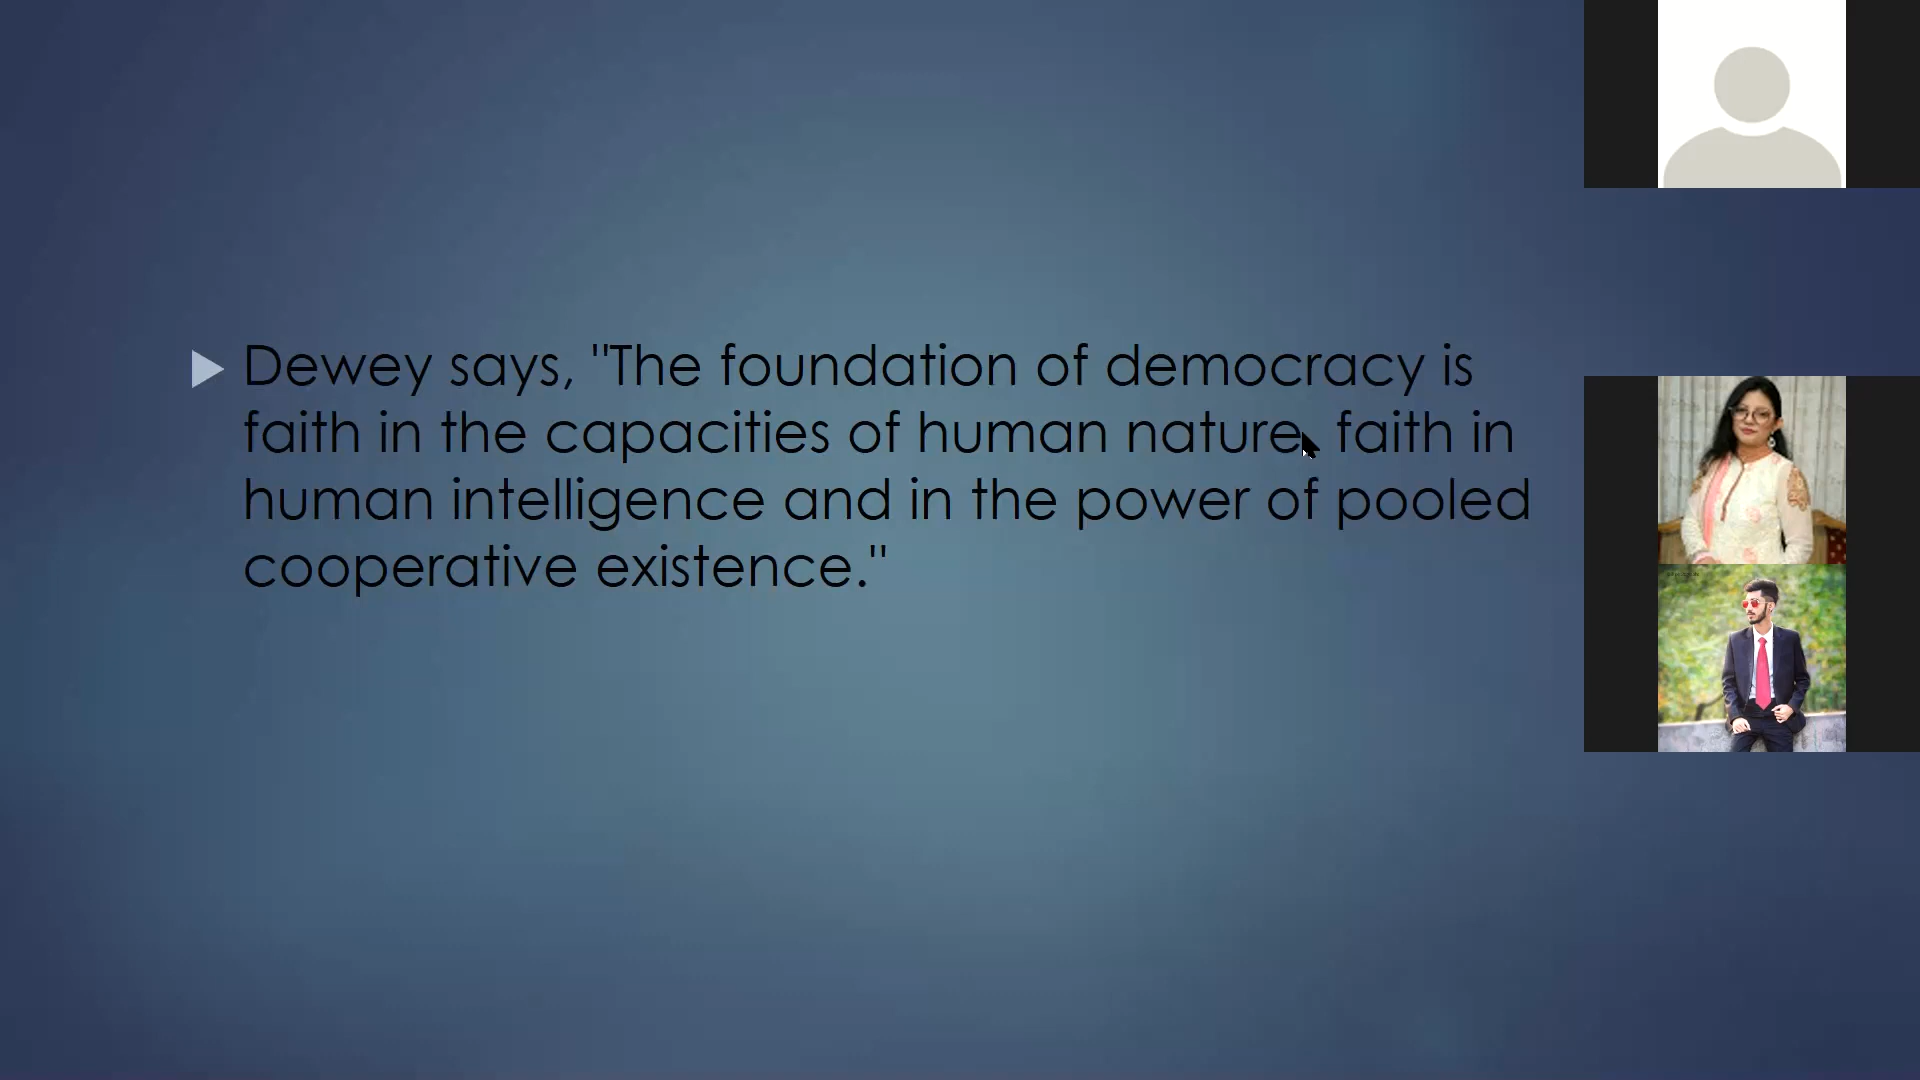 Dewey says, "The foundation of democracy is
faith in the capacities of human nature, faith in
human intelligence and in the power of pooled
cooperative existence."